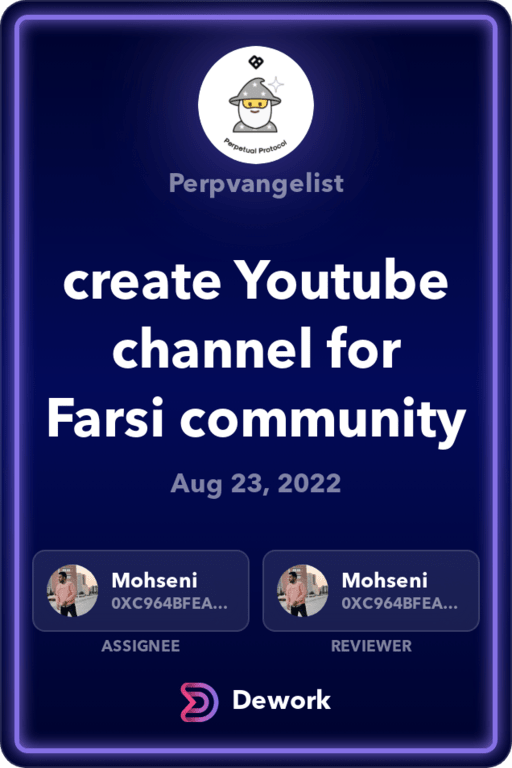 Perpetual Protocol
Perpvangelist
create Youtube
channel for
Farsi community
Aug 23, 2022
Mohseni
0XC964BFEA...
ASSIGNEE
Mohseni
0XC964BFEA...
REVIEWER
Dework